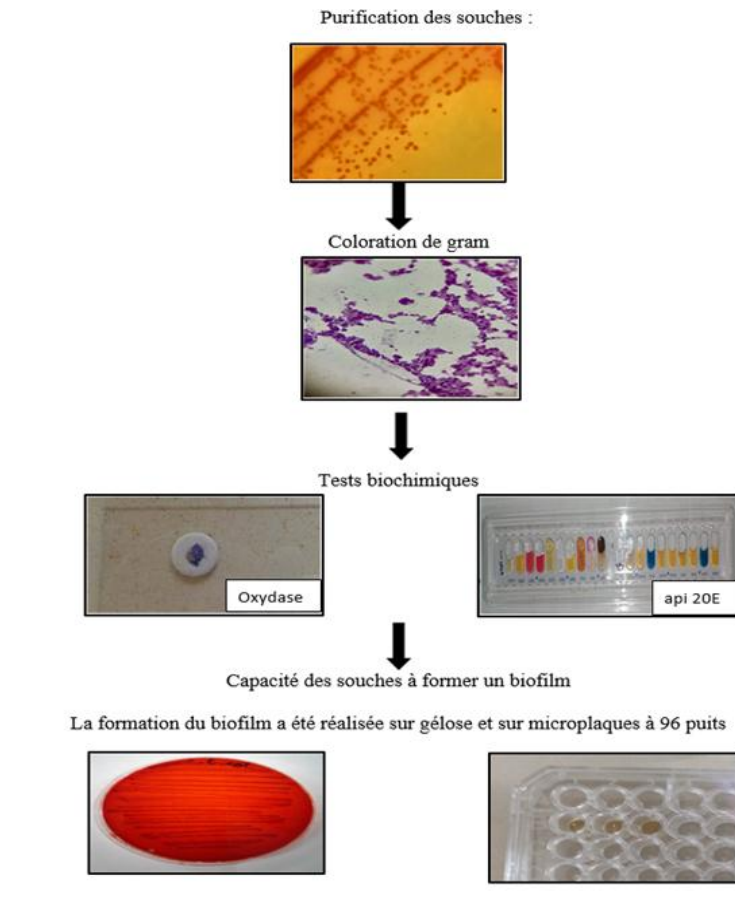 Purification des souches :
Coloration de gram
Tests biochimiques
Oxydase
api 20E
Capacité des souches à former un biofilm
La formation du biofilm a été réalisée sur gélose et sur microplaques à 96 puits